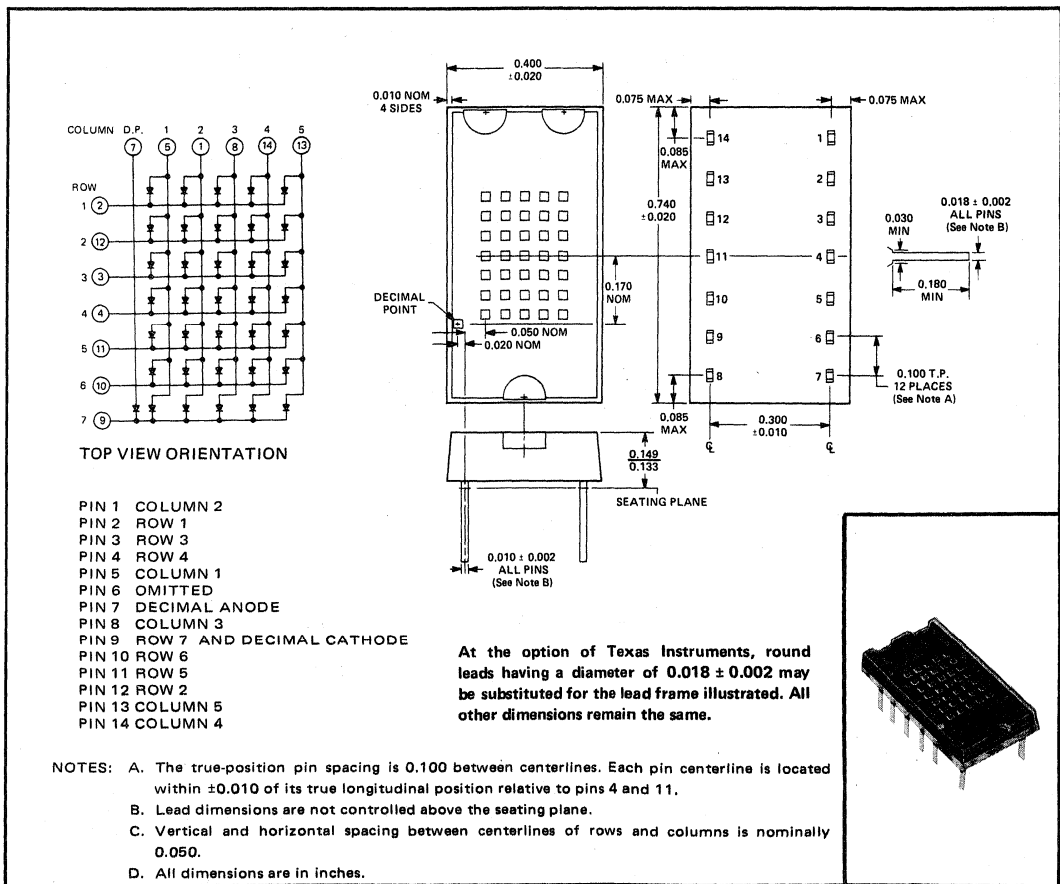 COLUMN D.P. 1 2 3 4 5
7 5 1 8 14 13
ROW
1 2
2 12
3 3
4 4
5 11
6 10
7 9
TOP VIEW ORIENTATION
0.400
±0.020
0.010 NOM
4 SIDES
DECIMAL
POINT
0.170
NOM
0.050 NOM
0.020 NOM
0.740
±0.020
0.075 MAX
0.075 MAX
0.085
MAX
14 1
13 2
12 3
11 4
10 5
9 6
8 7
0.085
MAX
0.300
±0.010
0.100 T.P.
12 PLACES
(See Note A)
0.030
MIN
0.018 ± 0.002
ALL PINS
(See Note B)
0.180
MIN
0.149
0.133
SEATING PLANE
0.010 ± 0.002
ALL PINS
(See Note B)
PIN 1 COLUMN 2
PIN 2 ROW 1
PIN 3 ROW 3
PIN 4 ROW 4
PIN 5 COLUMN 1
PIN 6 OMITTED
PIN 7 DECIMAL ANODE
PIN 8 COLUMN 3
PIN 9 ROW 7 AND DECIMAL CATHODE
PIN 10 ROW 6
PIN 11 ROW 5
PIN 12 ROW 2
PIN 13 COLUMN 5
PIN 14 COLUMN 4
At the option of Texas Instruments, round
leads having a diameter of 0.018 ± 0.002 may
be substituted for the lead frame illustrated. All
other dimensions remain the same.
NOTES: A. The true-position pin spacing is 0.100 between centerlines. Each pin centerline is located
within ±0.010 of its true longitudinal position relative to pins 4 and 11.
B. Lead dimensions are not controlled above the seating plane.
C. Vertical and horizontal spacing between centerlines of rows and columns is nominally
0.050.
D. All dimensions are in inches.